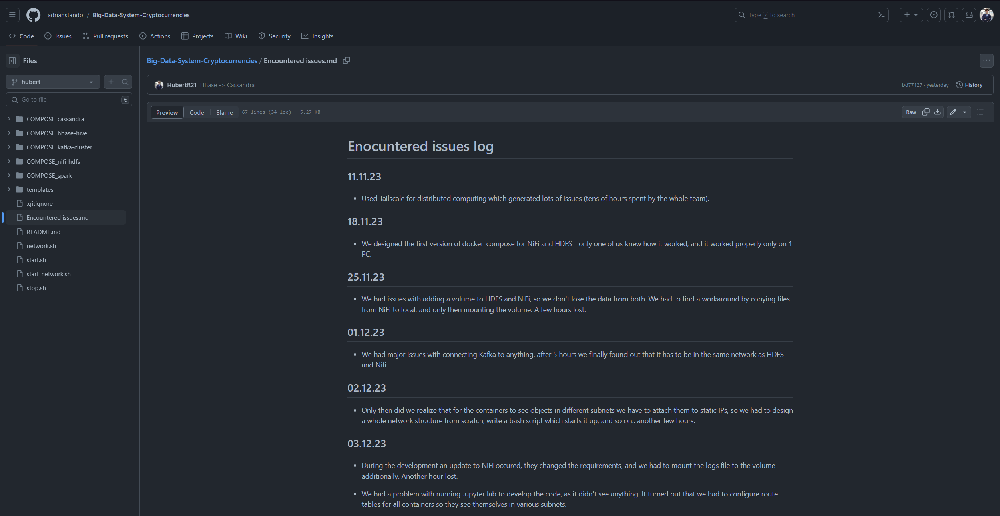 adrianstando / Big-Data-System-Cryptocurrencies
Type / to search
Code
Issues
Pull requests
Actions
Projects
Wiki
Security
Insights
Files
hubert
Go to file
t
COMPOSE_cassandra
COMPOSE_hbase-hive
COMPOSE_kafka-cluster
COMPOSE_nifi-hdfs
COMPOSE_spark
templates
.gitignore
Encountered issues.md
README.md
network.sh
start.sh
start_network.sh
stop.sh
Big-Data-System-Cryptocurrencies / Encountered issues.md
HubertR21 HBase -> Cassandra
bd77127 · yesterday
History
Preview
Code
Blame
67 lines (34 loc) · 5.27 KB
Raw
Enocuntered issues log
11.11.23
• Used Tailscale for distributed computing which generated lots of issues (tens of hours spent by the whole team).
18.11.23
• We designed the first version of docker-compose for NiFi and HDFS - only one of us knew how it worked, and it worked properly only on 1
PC.
25.11.23
• We had issues with adding a volume to HDFS and NiFi, so we don't lose the data from both. We had to find a workaround by copying files
from NiFi to local, and only then mounting the volume. A few hours lost.
01.12.23
• We had major issues with connecting Kafka to anything, after 5 hours we finally found out that it has to be in the same network as HDFS
and Nifi.
02.12.23
• Only then did we realize that for the containers to see objects in different subnets we have to attach them to static IPs, so we had to design
a whole network structure from scratch, write a bash script which starts it up, and so on.. another few hours.
03.12.23
• During the development an update to NiFi occured, they changed the requirements, and we had to mount the logs file to the volume
additionally. Another hour lost.
• We had a problem with running Jupyter lab to develop the code, as it didn't see anything. It turned out that we had to configure route
tables for all containers so they see themselves in various subnets.